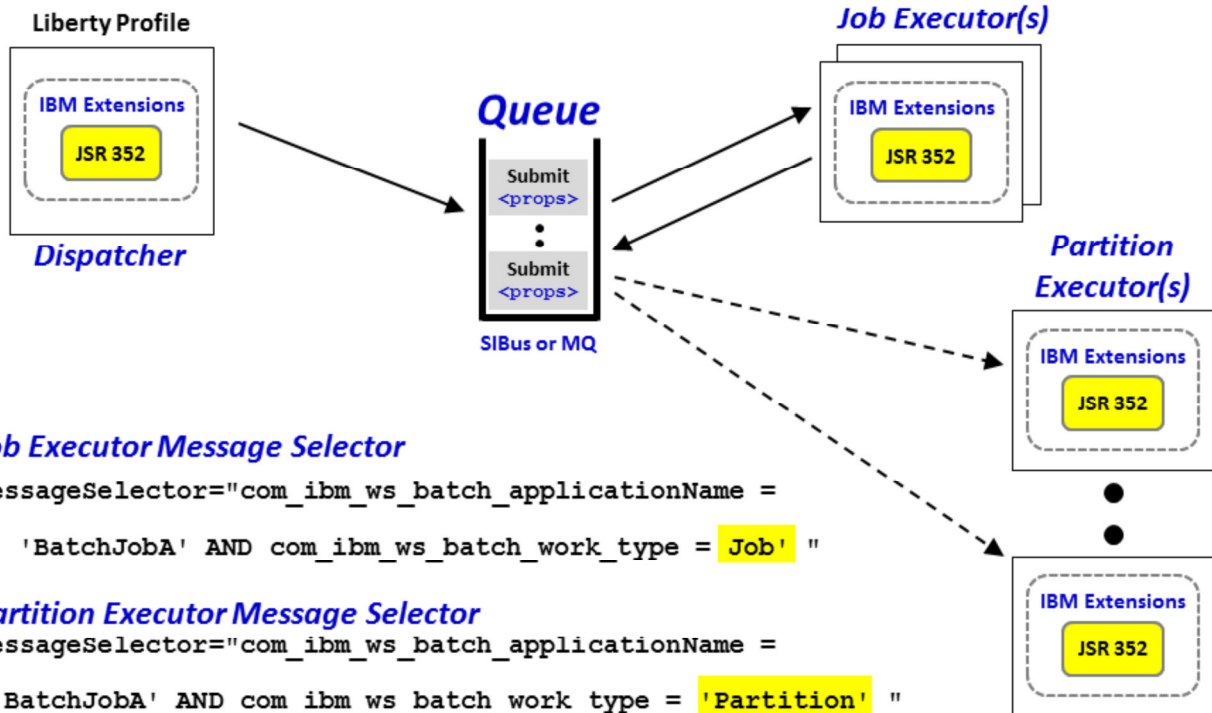 Liberty Profile
IBM Extensions
JSR 352
Dispatcher
Queue
Submit
<props>
Submit
<props>
SIBus or MQ
Job Executor(s)
IBM Extensions
JSR 352
Partition
Executor(s)
IBM Extensions
JSR 352
IBM Extensions
JSR 352
ob Executor Message Selector
essageSelector="com_ibm_ws_batch_applicationName =
'BatchJobA' AND com_ibm_ws_batch_work_type = Job' "
artition Executor Message Selector
essageSelector="com_ibm_ws_batch_applicationName =
BatchJobA' AND com ibm ws batch work type = 'Partition' "